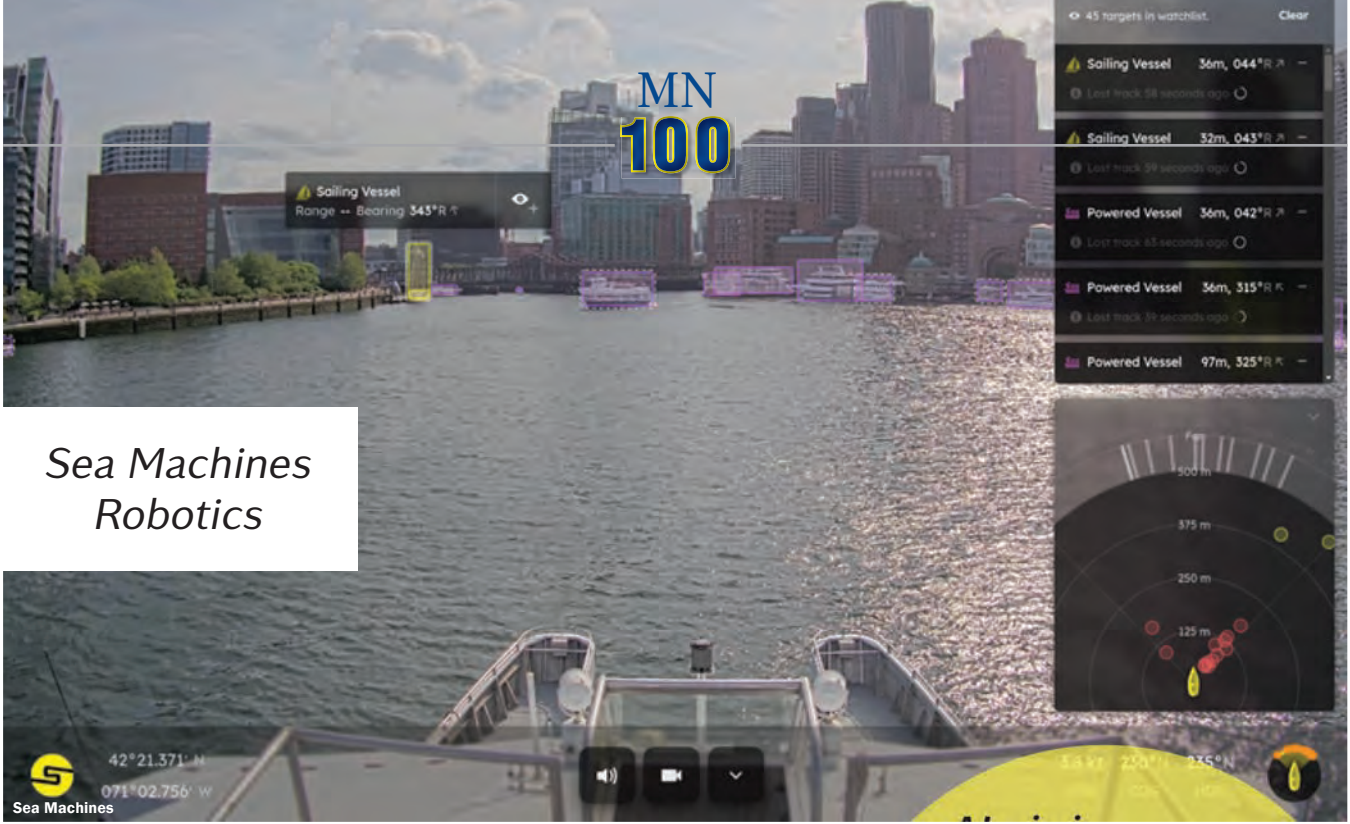 45 targets in watchlist.
Clear
Sailing Vessel 36m, 044°R
Lost track 58 seconds ago
Sailing Vessel 32m, 043°R
Lost track 59 seconds ago
Powered Vessel 36m, 042°R
Lost track 63 seconds ago
Powered Vessel 36m, 315°R
Lost track 39 seconds ago
Powered Vessel 97m, 325°R
MN
100
Sailing Vessel
Range -- Bearing 343°R
Sea Machines
Robotics
500 m
375 m
250 m
125 m
42°21.371' N
071°02.756' W
Sea Machines
235°N